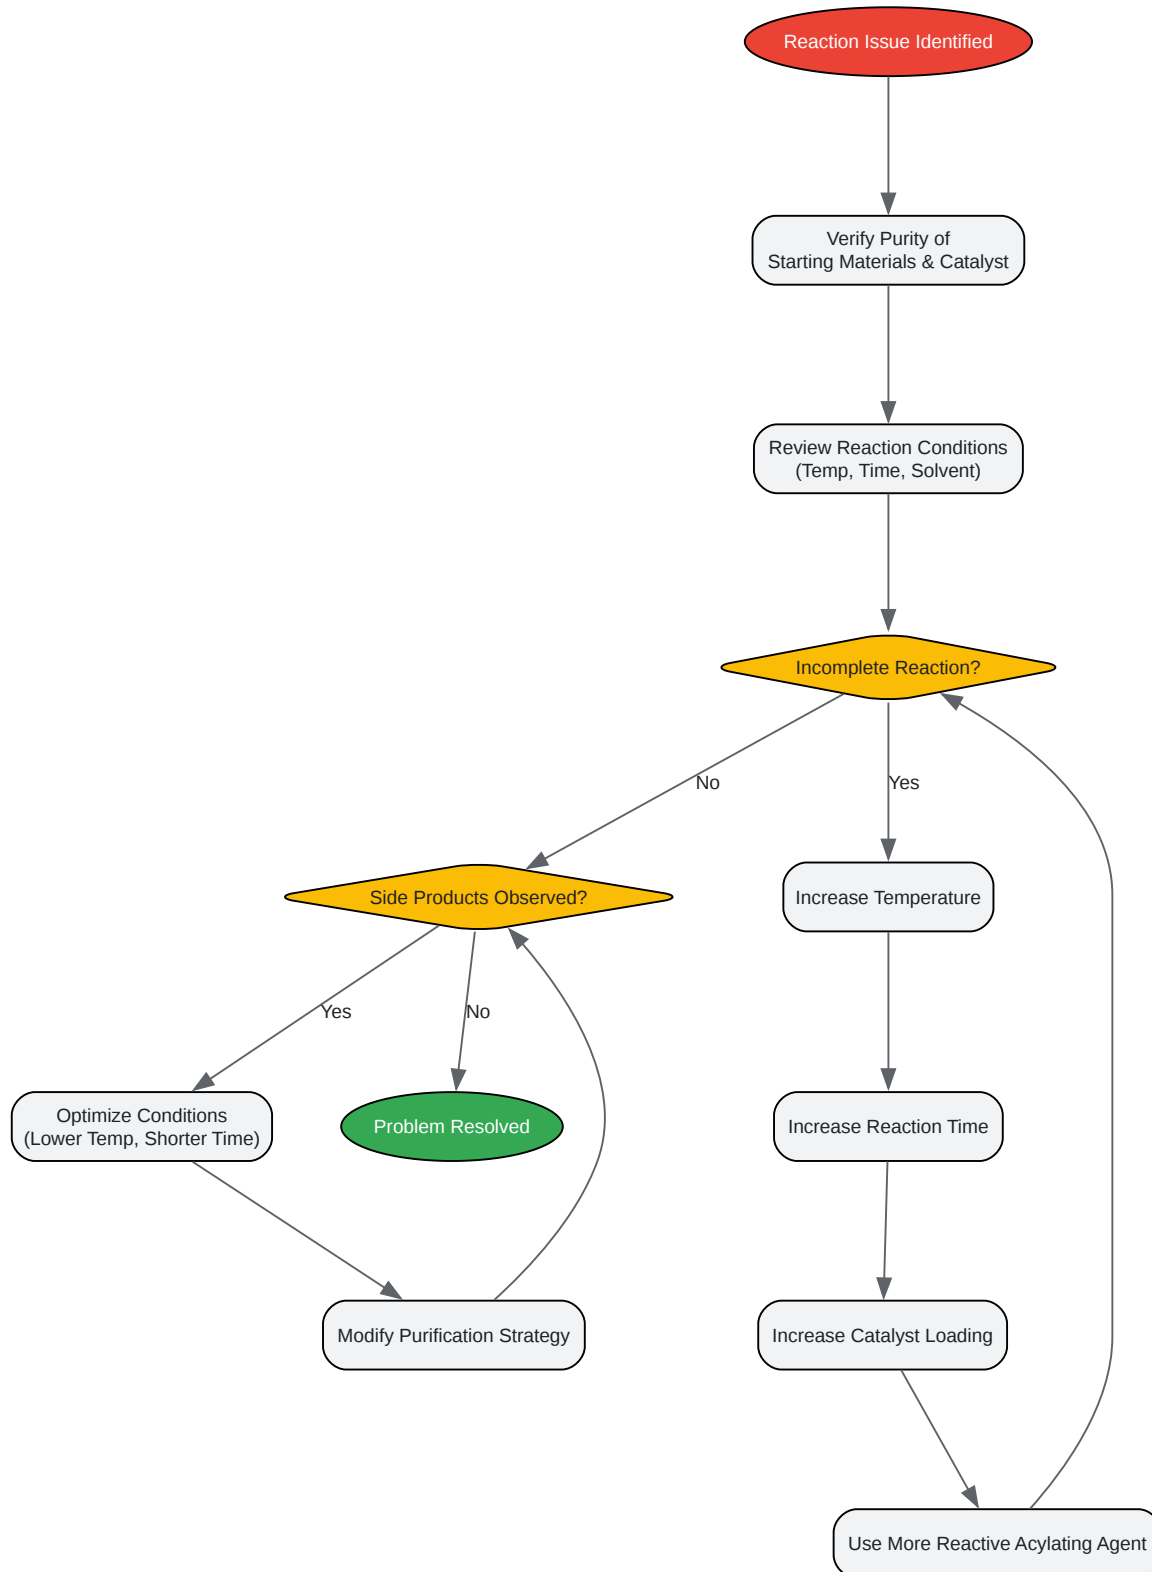 Reaction Issue Identified
Verify Purity of
Starting Materials & Catalyst
Review Reaction Conditions
(Temp, Time, Solvent)
Incomplete Reaction?
No
Yes
Side Products Observed?
Increase Temperature
Yes
No
Optimize Conditions
(Lower Temp, Shorter Time)
Problem Resolved
Increase Reaction Time
Modify Purification Strategy
Increase Catalyst Loading
Use More Reactive Acylating Agent